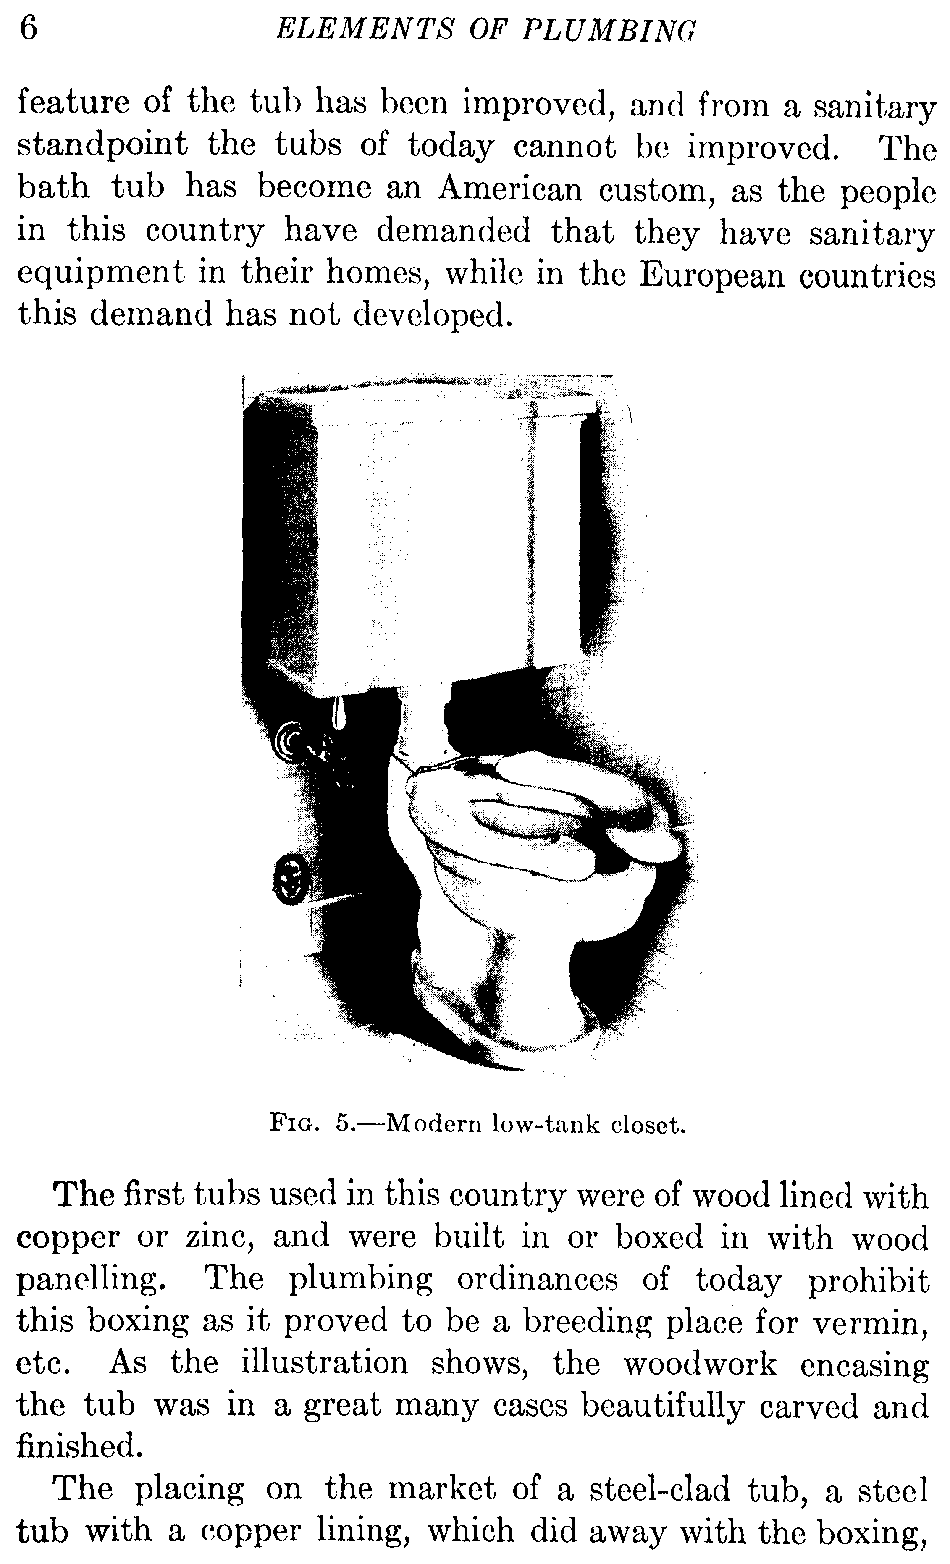 6 ELEMENTS OF PLUMBING
feature of the tub has been improved, and from a sanitary
standpoint the tubs of today cannot be improved. The
bath tub has become an American custom, as the people
in this country have demanded that they have sanitary
equipment in their homes, while in the European countries
this demand has not developed.
FIG. 5.—Modern low-tank closet.
The first tubs used in this country were of wood lined with
copper or zinc, and were built in or boxed in with wood
panelling. The plumbing ordinances of today prohibit
this boxing as it proved to be a breeding place for vermin,
etc. As the illustration shows, the woodwork encasing
the tub was in a great many cases beautifully carved and
finished.
The placing on the market of a steel-clad tub, a steel
tub with a copper lining, which did away with the boxing,